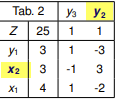 Tab. 2 y₃ y₂
Z 25 1 1
y₁ 3 1 -3
x₂ 3 -1 3
x₁ 4 1 -2